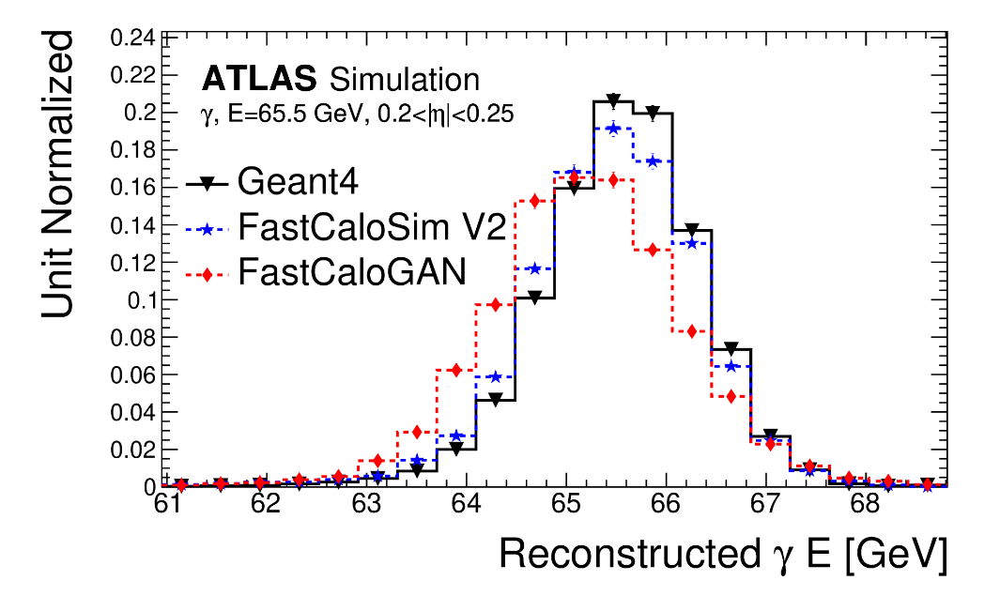 Unit Normalized
0.24
0.22
0.2
0.18
0.16
0.14
0.12
0.1
0.08
0.06
0.04
0.02
0
ATLAS Simulation
γ, E=65.5 GeV, 0.2<|η|<0.25
Geant4
FastCaloSim V2
FastCaloGAN
61 62 63 64 65 66 67 68
Reconstructed γ E [GeV]